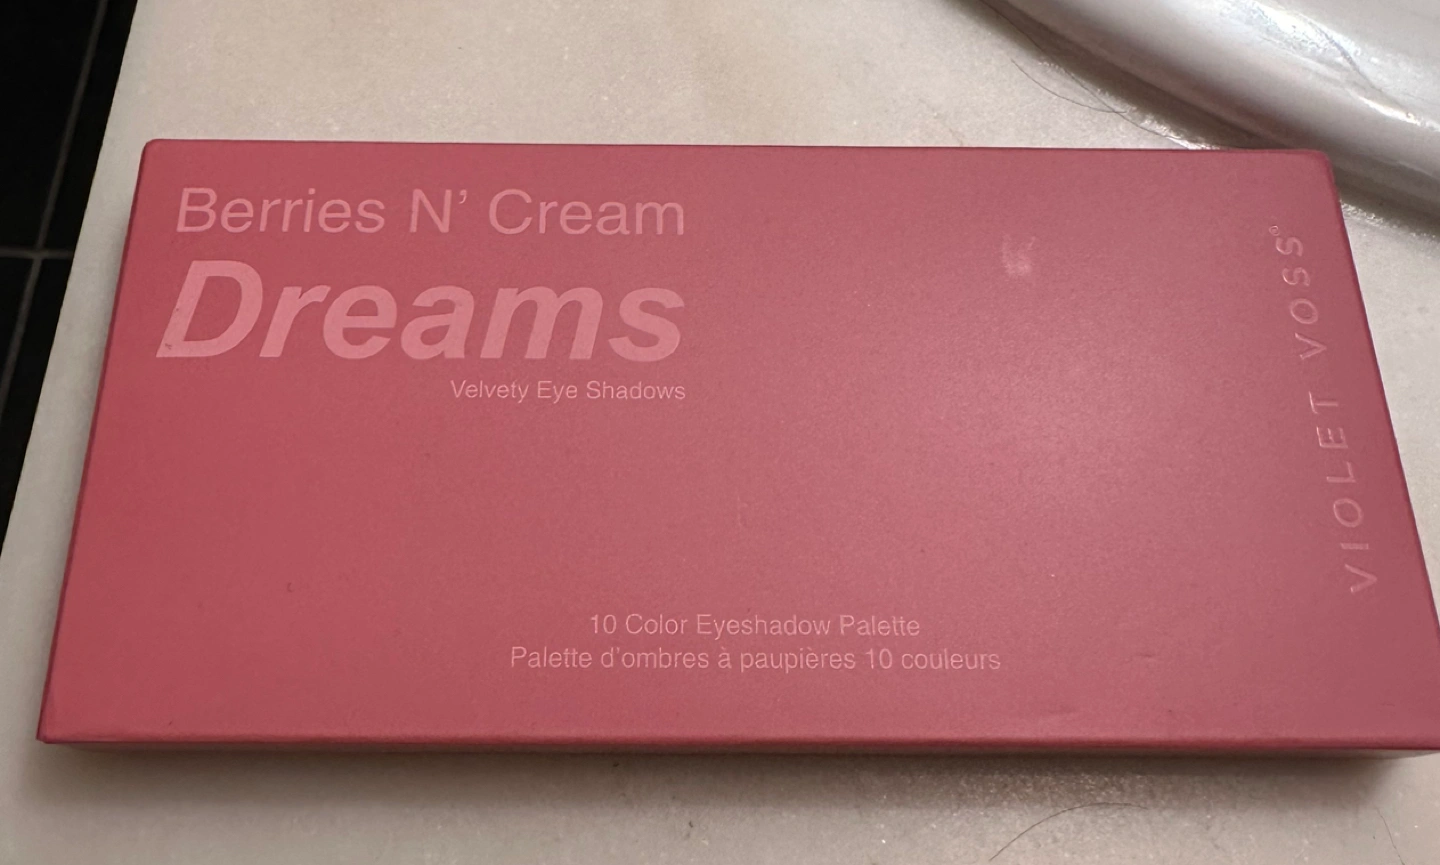 Berries N' Cream
Dreams
Velvety Eye Shadows
VIOLET VOSS®
10 Color Eyeshadow Palette
Palette d'ombres à paupières 10 couleurs